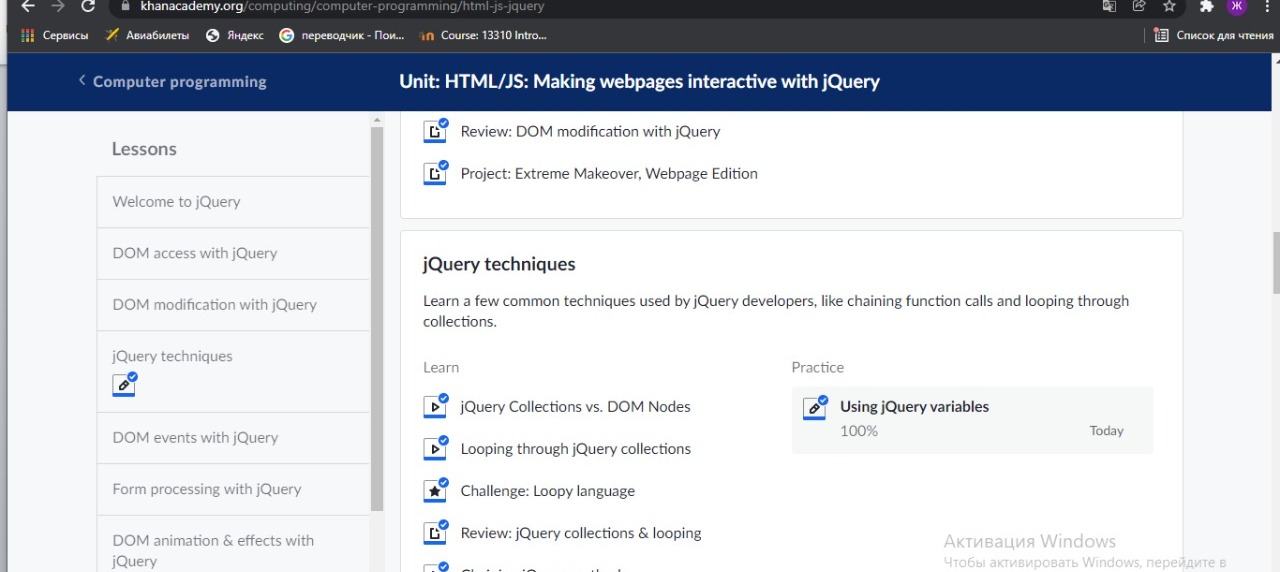 khanacademy.org/computing/computer-programming/html-js-jquery
Ж
Сервисы
Авиабилеты
Яндекс
переводчик - Пои...
in Course: 13310 Intro...
Список для чтения
Computer programming
Unit: HTML/JS: Making webpages interactive with jQuery
Lessons
Welcome to jQuery
DOM access with jQuery
DOM modification with jQuery
jQuery techniques
DOM events with jQuery
Form processing with jQuery
DOM animation & effects with
jQuery
Review: DOM modification with jQuery
Project: Extreme Makeover, Webpage Edition
jQuery techniques
Learn a few common techniques used by jQuery developers, like chaining function calls and looping through
collections.
Learn
jQuery Collections vs. DOM Nodes
Looping through jQuery collections
Challenge: Loopy language
Review: jQuery collections & looping
Practice
Using jQuery variables
100%
Today
Активация Windows
Чтобы активировать Windows, перейдите в